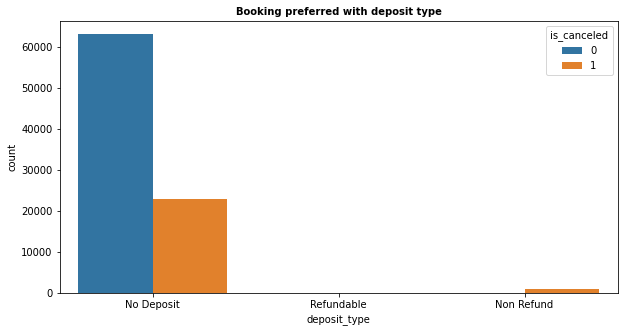 Booking preferred with deposit type
is_canceled
0
1
60000
50000
40000
30000
20000
10000
0
count
No Deposit Refundable Non Refund
deposit_type